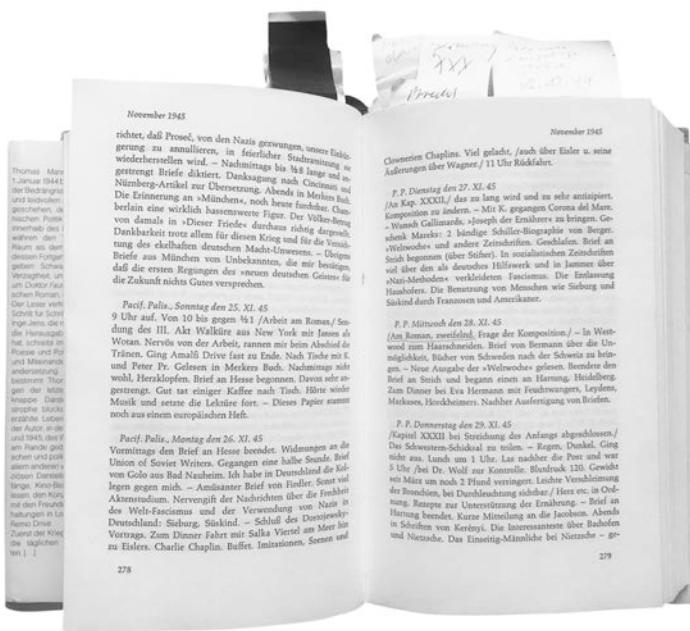 November 1945
richtet, daß Proseč, von den Nazis gezwungen, unsere Einbür-
gerung zu annullieren, in feierlicher Stadtratssitzung sie
wiederherstellen wird. – Nachmittags bis ½8 lange und an-
gestrengt Briefe diktiert. Danksagung nach Cincinnati und
Nürnberg-Artikel zur Übersetzung. Abends in Merkers Buch.
Die Erinnerung an »München«, noch heute furchtbar. Cham-
berlain eine wirklich hassenswerte Figur. Der Völker-Betrug
von damals in »Dieser Friede« durchaus richtig dargestellt.
Dankbarkeit trotz allem für diesen Krieg und für die Vernich-
tung des ekelhaften deutschen Macht-Unwesens. – Übrigens
Briefe aus München von Unbekannten, die mir bestätigen,
daß die ersten Regungen des »neuen deutschen Geistes« für
die Zukunft nichts Gutes versprechen.
Pacif. Palis., Sonntag den 25. XI. 45
9 Uhr auf. Von 10 bis gegen ½1 /Arbeit am Roman./ Sen-
dung des III. Akt Walküre aus New York mit Janssen als
Wotan. Nervös von der Arbeit, rannen mir beim Abschied die
Tränen. Ging Amalfi Drive fast zu Ende. Nach Tische mit K.
und Peter Pr. Gelesen in Merkers Buch. Nachmittags nicht
wohl, Herzklopfen. Brief an Hesse begonnen. Davon sehr an-
gestrengt. Gut tat einiger Kaffee nach Tisch. Hörte wieder
Musik und setzte die Lektüre fort. – Dieses Papier stammt
noch aus einem europäischen Heft.
Pacif. Palis., Montag den 26. XI. 45
Vormittags den Brief an Hesse beendet. Widmungen an die
Union of Soviet Writers. Gegangen eine halbe Stunde. Brief
von Golo aus Bad Nauheim. Ich habe in Deutschland die Kol-
legen gegen mich. – Amüsanter Brief von Fiedler. Sonst viel
Aktenstudium. Nervengift der Nachrichten über die Frechheit
des Welt-Fascismus und der Verwendung von Nazis in
Deutschland: Sieburg, Süskind. – Schluß des Dostojewsky-
Vortrags. Zum Dinner Fahrt mit Salka Viertel am Meer hin
zu Eislers. Charlie Chaplin. Buffet. Imitationen, Szenen und
278
November 1945
Clownerien Chaplins. Viel gelacht, /auch über Eisler u. seine
Äußerungen über Wagner./ 11 Uhr Rückfahrt.
P. P. Dienstag den 27. XI. 45
/An Kap. XXXII,/ das zu lang wird und zu sehr antizipiert.
Komposition zu ändern. – Mit K. gegangen Corona del Mare.
– Wunsch Gallimards, »Joseph der Ernährer« zu bringen. Ge-
schenk Mareks: 2 bändige Schiller-Biographie von Berger.
»Weltwoche« und andere Zeitschriften. Geschlafen. Brief an
Strich begonnen (über Stifter). In sozialistischen Zeitschriften
viel über den als deutsches Hilfswerk und in Jammer über
»Nazi-Methoden« verkleideten Fascismus. Die Entlassung
Haushofers. Die Benutzung von Menschen wie Sieburg und
Süskind durch Franzosen und Amerikaner.
P. P. Mittwoch den 28. XI. 45
/Am Roman, zweifelnd. Frage der Komposition./ – In West-
wood zum Haarschneiden. Brief von Bermann über die Un-
möglichkeit, Bücher von Schweden nach der Schweiz zu brin-
gen. – Neue Ausgabe der »Weltwoche« gelesen. Beendete den
Brief an Strich und begann einen an Hartung, Heidelberg.
Zum Dinner bei Eva Hermann mit Feuchtwangers, Leydens,
Markuses, Horckheimers. Nachher Ausfertigung von Briefen.
P. P. Donnerstag den 29. XI. 45
/Kapitel XXXII bei Streichung des Anfangs abgeschlossen./
Das Schwestern-Schicksal zu teilen. – Regen, Dunkel. Ging
nicht aus. Lunch um 1 Uhr. Las nachher die Post und war
5 Uhr /bei Dr. Wolf zur Kontrolle. Blutdruck 120. Gewicht
seit März um noch 2 Pfund verringert. Leichte Verschleimung
der Bronchien, bei Durchleuchtung sichtbar./ Herz etc. in Ord-
nung. Rezepte zur Unterstützung der Ernährung. – Brief an
Hartung beendet. Kurze Mitteilung an die Jacobson. Abends
in Schriften von Kerényi. Die Interessanteste über Bachofen
und Nietzsche. Das Einseitig-Männliche bei Nietzsche – ge-
279